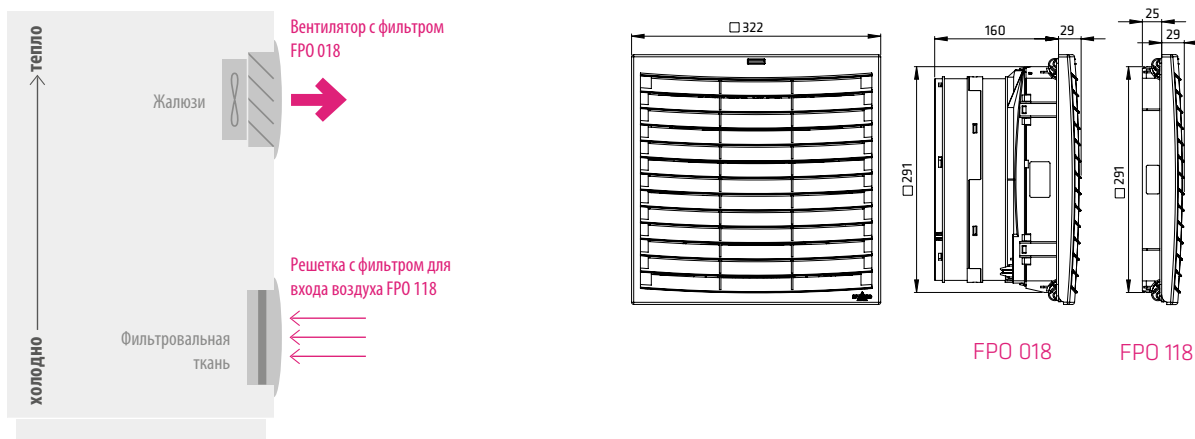 Вентилятор с фильтром
FPO 018
тепло
Жалюзи
Решетка с фильтром для
входа воздуха FPO 118
Фильтровальная
ткань
холодно
□322
□291
160
29
FPO 018
25
29
□291
FPO 118